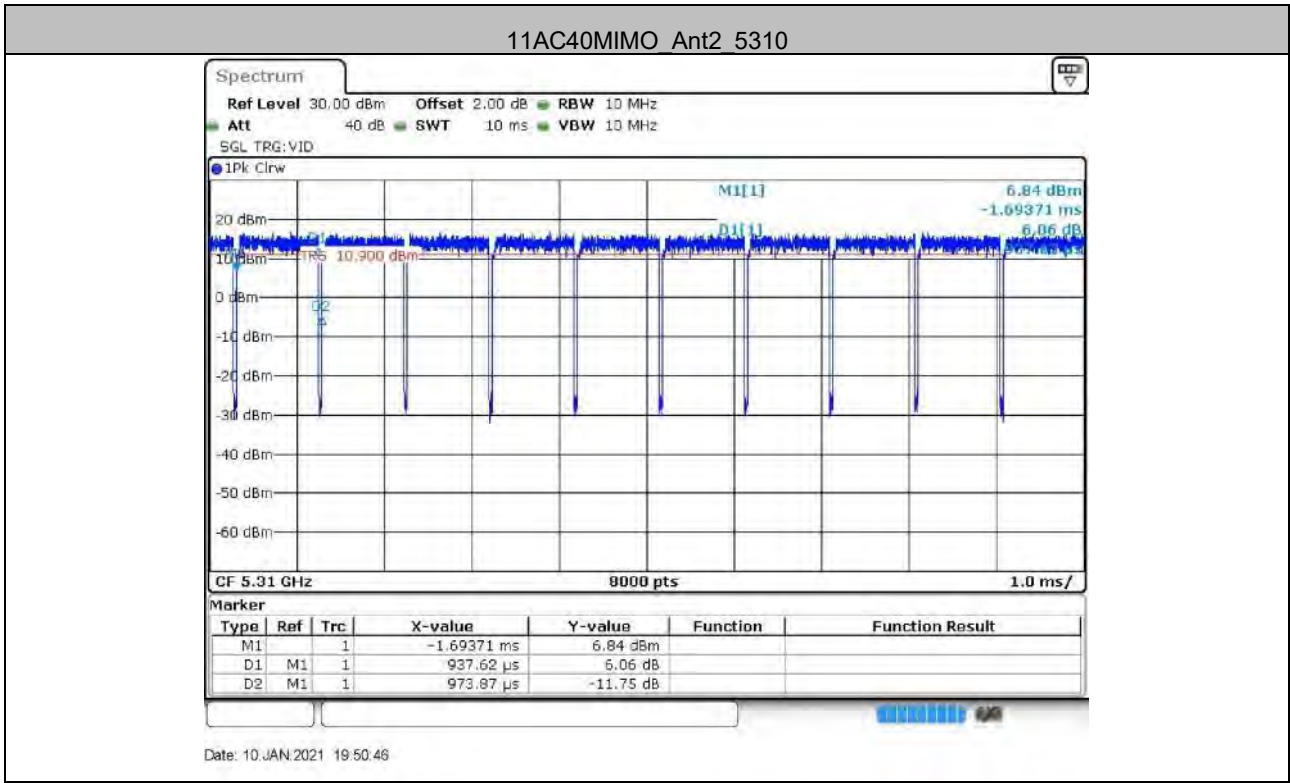 11AC40MIMO_Ant2_5310
Spectrum
Ref Level 30.00 dBm Offset 2.00 dB RBW 10 MHz
Att 40 dB SWT 10 ms VBW 10 MHz
SGL TRG:VID
1Pk Clrw
M1[1] 6.84 dBm
-1.69371 ms
20 dBm
D1[1] 6.06 dB
D1
10 dBm
TRG 10.900 dBm
0 dBm
D2
-10 dBm
-20 dBm
-30 dBm
-40 dBm
-50 dBm
-60 dBm
CF 5.31 GHz 8000 pts 1.0 ms/
Marker
Type Ref Trc X-value Y-value Function Function Result
M1 1 -1.69371 ms 6.84 dBm
D1 M1 1 937.62 µs 6.06 dB
D2 M1 1 973.87 µs -11.75 dB
Date: 10.JAN.2021 19:50:46